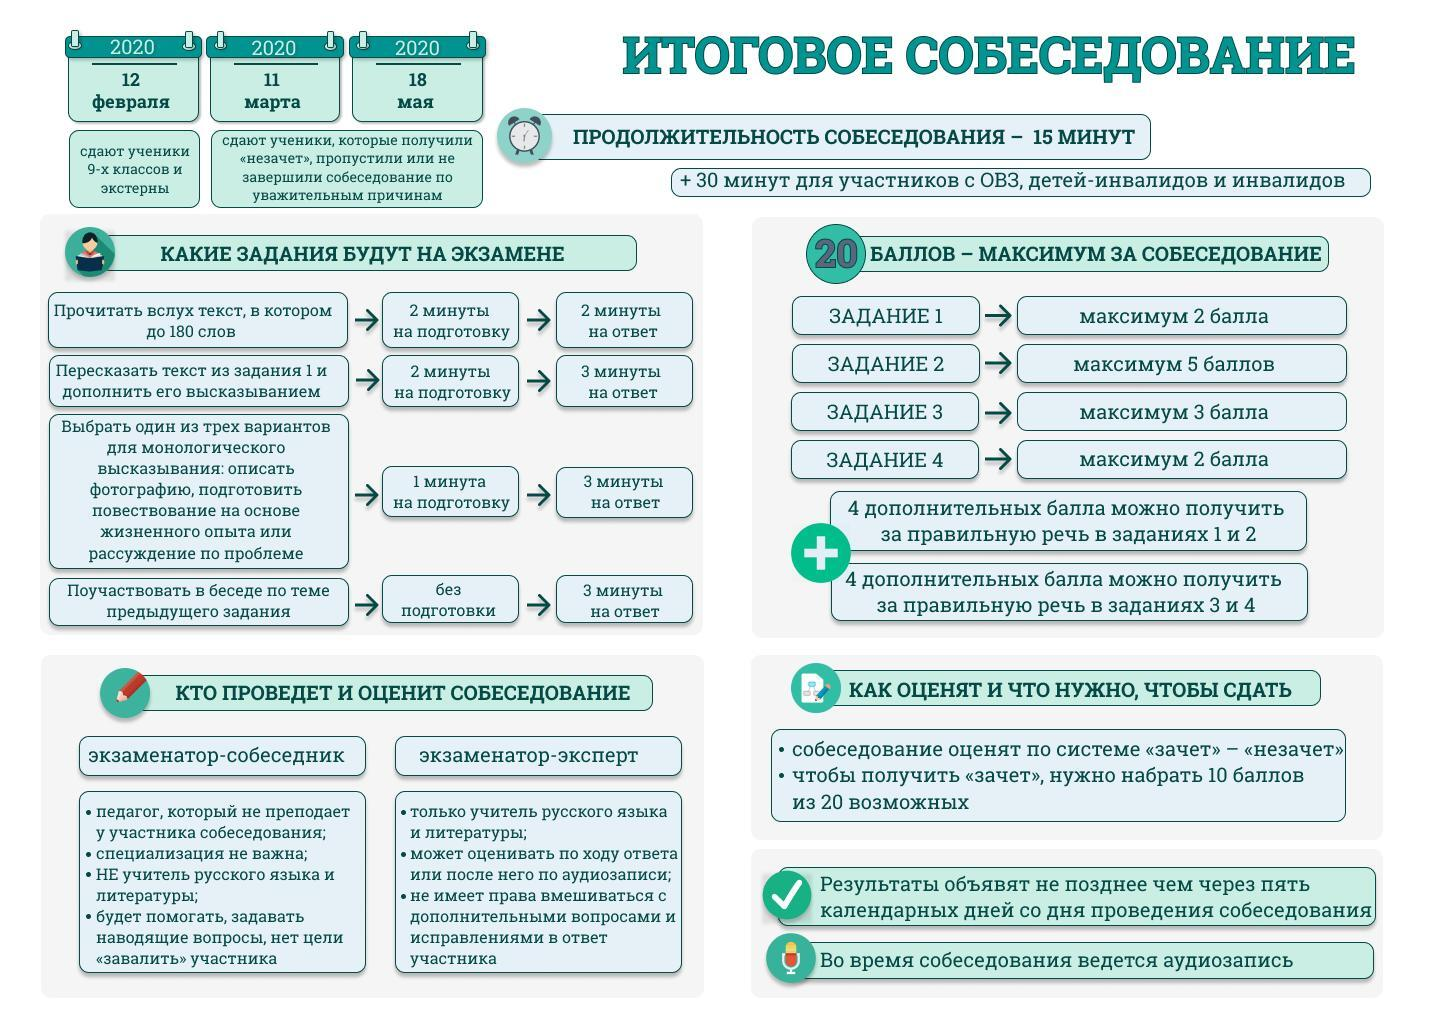 ИТОГОВОЕ СОБЕСЕДОВАНИЕ
2020
12
февраля
2020
11
марта
2020
18
мая
сдают ученики
9-х классов и
экстерны
сдают ученики, которые получили
«незачет», пропустили или не
завершили собеседование по
уважительным причинам
ПРОДОЛЖИТЕЛЬНОСТЬ СОБЕСЕДОВАНИЯ – 15 МИНУТ
+ 30 минут для участников с ОВЗ, детей-инвалидов и инвалидов
КАКИЕ ЗАДАНИЯ БУДУТ НА ЭКЗАМЕНЕ
Прочитать вслух текст, в котором
до 180 слов
2 минуты
на подготовку
2 минуты
на ответ
Пересказать текст из задания 1 и
дополнить его высказыванием
2 минуты
на подготовку
3 минуты
на ответ
Выбрать один из трех вариантов
для монологического
высказывания: описать
фотографию, подготовить
повествование на основе
жизненного опыта или
рассуждение по проблеме
1 минута
на подготовку
3 минуты
на ответ
Поучаствовать в беседе по теме
предыдущего задания
без
подготовки
3 минуты
на ответ
20 БАЛЛОВ – МАКСИМУМ ЗА СОБЕСЕДОВАНИЕ
ЗАДАНИЕ 1
максимум 2 балла
ЗАДАНИЕ 2
максимум 5 баллов
ЗАДАНИЕ 3
максимум 3 балла
ЗАДАНИЕ 4
максимум 2 балла
4 дополнительных балла можно получить
за правильную речь в заданиях 1 и 2
4 дополнительных балла можно получить
за правильную речь в заданиях 3 и 4
КТО ПРОВЕДЕТ И ОЦЕНИТ СОБЕСЕДОВАНИЕ
экзаменатор-собеседник
• педагог, который не преподает
у участника собеседования;
• специализация не важна;
• НЕ учитель русского языка и
литературы;
• будет помогать, задавать
наводящие вопросы, нет цели
«завалить» участника
экзаменатор-эксперт
• только учитель русского языка
и литературы;
• может оценивать по ходу ответа
или после него по аудиозаписи;
• не имеет права вмешиваться с
дополнительными вопросами и
исправлениями в ответ
участника
КАК ОЦЕНЯТ И ЧТО НУЖНО, ЧТОБЫ СДАТЬ
• собеседование оценят по системе «зачет» – «незачет»
• чтобы получить «зачет», нужно набрать 10 баллов
из 20 возможных
Результаты объявят не позднее чем через пять
календарных дней со дня проведения собеседования
Во время собеседования ведется аудиозапись